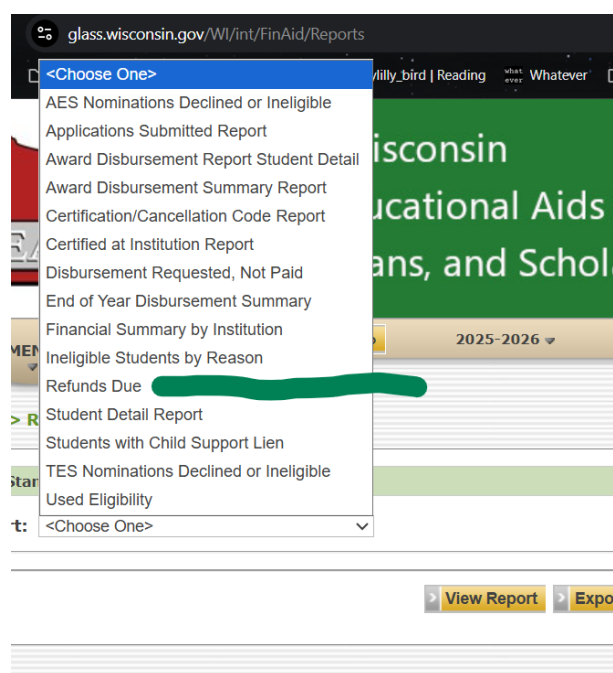 glass.wisconsin.gov/WI/int/FinAid/Reports
<Choose One>
lilly_bird | Reading
what ever Whatever
AES Nominations Declined or Ineligible
Applications Submitted Report
Award Disbursement Report Student Detail
Award Disbursement Summary Report
Certification/Cancellation Code Report
Certified at Institution Report
Disbursement Requested, Not Paid
End of Year Disbursement Summary
Financial Summary by Institution
Ineligible Students by Reason
Refunds Due
Student Detail Report
Students with Child Support Lien
TES Nominations Declined or Ineligible
Used Eligibility
<Choose One>
isconsin
ucational Aids
ans, and Schol
2025-2026
MEN
> R
Star
t:
View Report
Expo